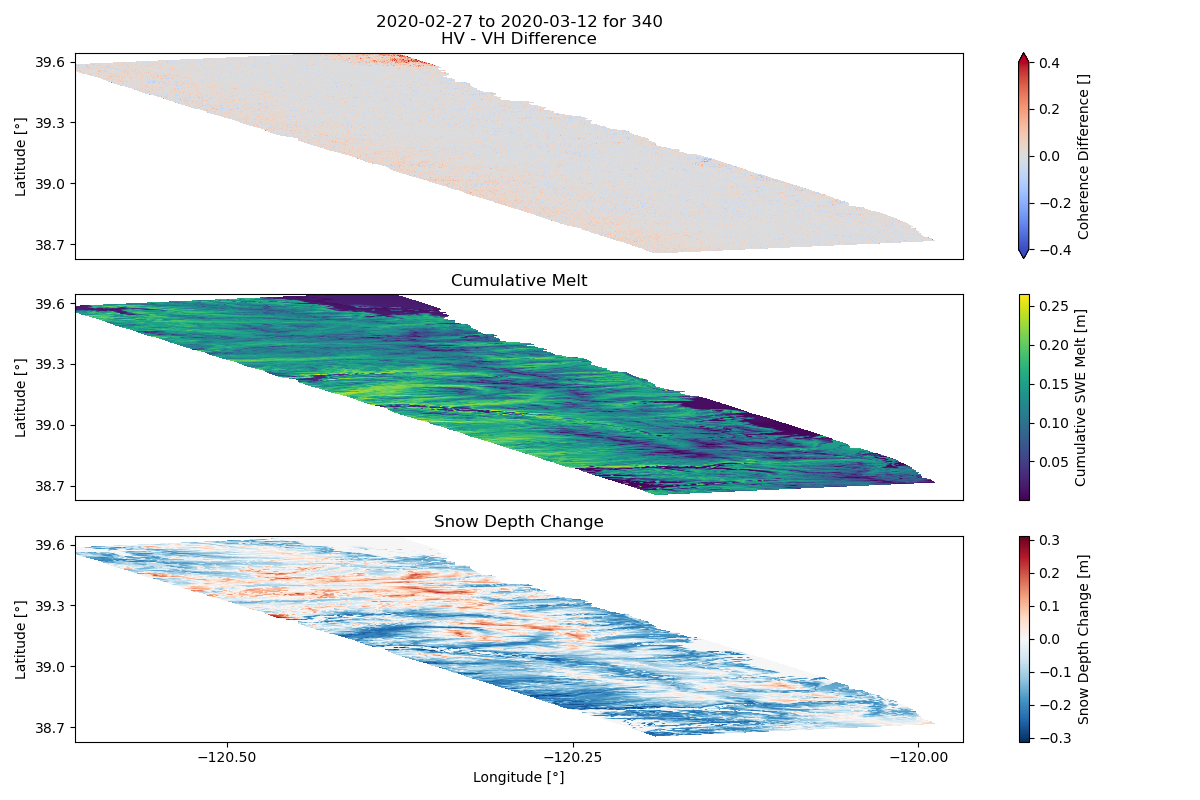 2020-02-27 to 2020-03-12 for 340
HV - VH Difference
39.6
39.3
39.0
38.7
Latitude [°]
0.4
0.2
0.0
−0.2
−0.4
Coherence Difference []
Cumulative Melt
39.6
39.3
39.0
38.7
Latitude [°]
0.25
0.20
0.15
0.10
0.05
Cumulative SWE Melt [m]
Snow Depth Change
39.6
39.3
39.0
38.7
Latitude [°]
0.3
0.2
0.1
0.0
−0.1
−0.2
−0.3
Snow Depth Change [m]
−120.50 −120.25 −120.00
Longitude [°]